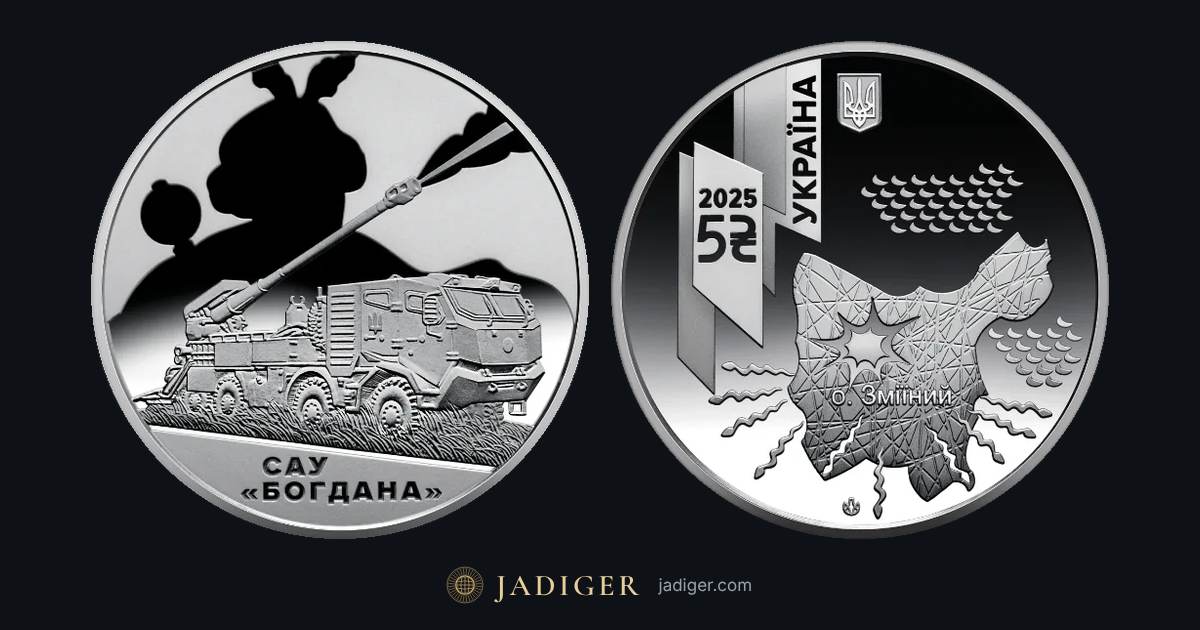 САУ
«БОГДАНА»
УКРАЇНА
2025
5₴
о. Зміїний
JADIGER
jadiger.com